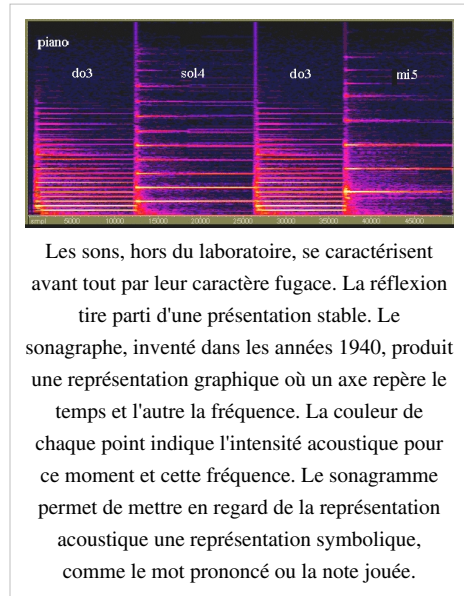 piano
do3 sol4 do3 mi5
smpl 5000 10000 15000 20000 25000 30000 35000 40000 45000
Les sons, hors du laboratoire, se caractérisent
avant tout par leur caractère fugace. La réflexion
tire parti d'une présentation stable. Le
sonagraphe, inventé dans les années 1940, produit
une représentation graphique où un axe repère le
temps et l'autre la fréquence. La couleur de
chaque point indique l'intensité acoustique pour
ce moment et cette fréquence. Le sonagramme
permet de mettre en regard de la représentation
acoustique une représentation symbolique,
comme le mot prononcé ou la note jouée.